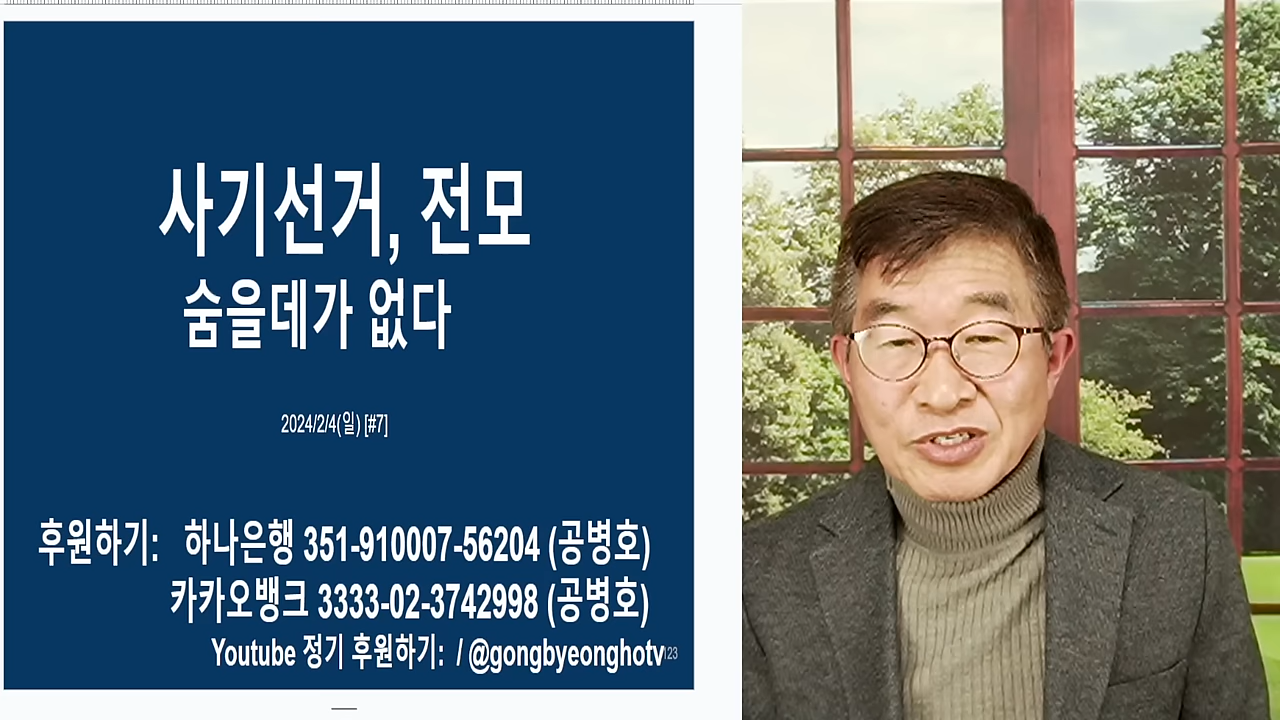 사기선거, 전모
숨을데가 없다
2024/2/4(일) [#7]
후원하기: 하나은행 351-910007-56204 (공병호)
카카오뱅크 3333-02-3742998 (공병호)
Youtube 정기 후원하기: / @gongbyeonghotv
123